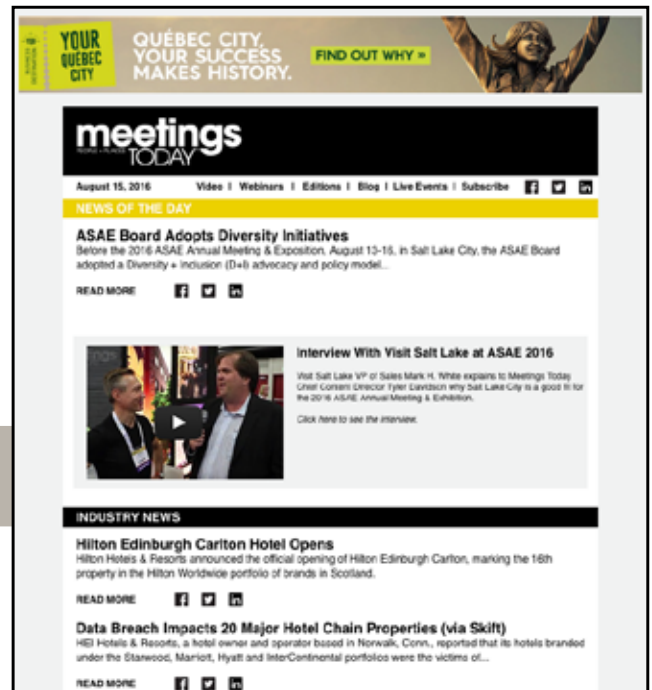 YOUR
QUÉBEC
CITY
QUÉBEC CITY,
YOUR SUCCESS
MAKES HISTORY.
FIND OUT WHY »
meetings
TODAY
August 15, 2016 Video | Webinars | Editions | Blog | Live Events | Subscribe
NEWS OF THE DAY
ASAE Board Adopts Diversity Initiatives
Before the 2016 ASAE Annual Meeting & Exposition, August 13-16, in Salt Lake City, the ASAE Board
adopted a Diversity + Inclusion (D+I) advocacy and policy model...
READ MORE
Interview With Visit Salt Lake at ASAE 2016
Visit Salt Lake VP of Sales Mark H. White explains to Meetings Today
Chief Content Director Tyler Davidson why Salt Lake City is a good fit for
the 2016 ASAE Annual Meeting & Exhibition.
Click here to see the interview.
INDUSTRY NEWS
Hilton Edinburgh Carlton Hotel Opens
Hilton Hotels & Resorts announced the official opening of Hilton Edinburgh Carlton, marking the 16th
property in the Hilton Worldwide portfolio of brands in Scotland.
READ MORE
Data Breach Impacts 20 Major Hotel Chain Properties (via Skift)
HEI Hotels & Resorts, a hotel owner and operator based in Norwalk, Conn., reported that its hotels branded
under the Starwood, Marriott, Hyatt and InterContinental portfolios were the victims of...
READ MORE